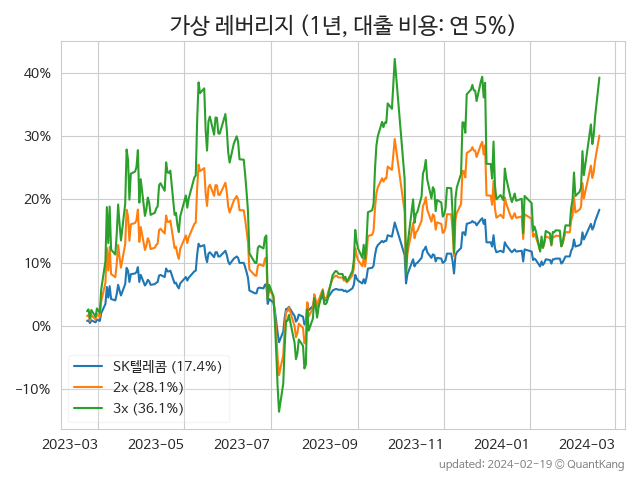 가상 레버리지 (1년, 대출 비용: 연 5%)
40%
30%
20%
10%
0%
−10%
SK텔레콤 (17.4%)
2x (28.1%)
3x (36.1%)
2023-03 2023-05 2023-07 2023-09 2023-11 2024-01 2024-03
updated: 2024-02-19 © QuantKang